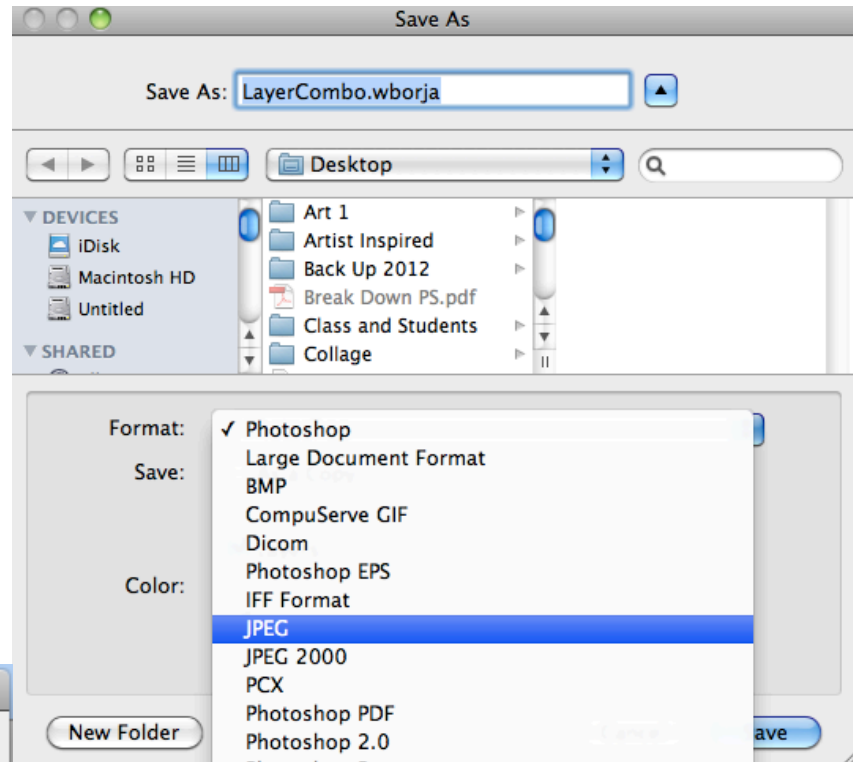 Save As
Save As: LayerCombo.wborja
Desktop
DEVICES
iDisk
Macintosh HD
Untitled
SHARED
Art 1
Artist Inspired
Back Up 2012
Break Down PS.pdf
Class and Students
Collage
Format: ✓ Photoshop
Large Document Format
Save:
BMP
CompuServe GIF
Dicom
Photoshop EPS
Color:
IFF Format
JPEG
JPEG 2000
PCX
Photoshop PDF
Photoshop 2.0
New Folder
ave